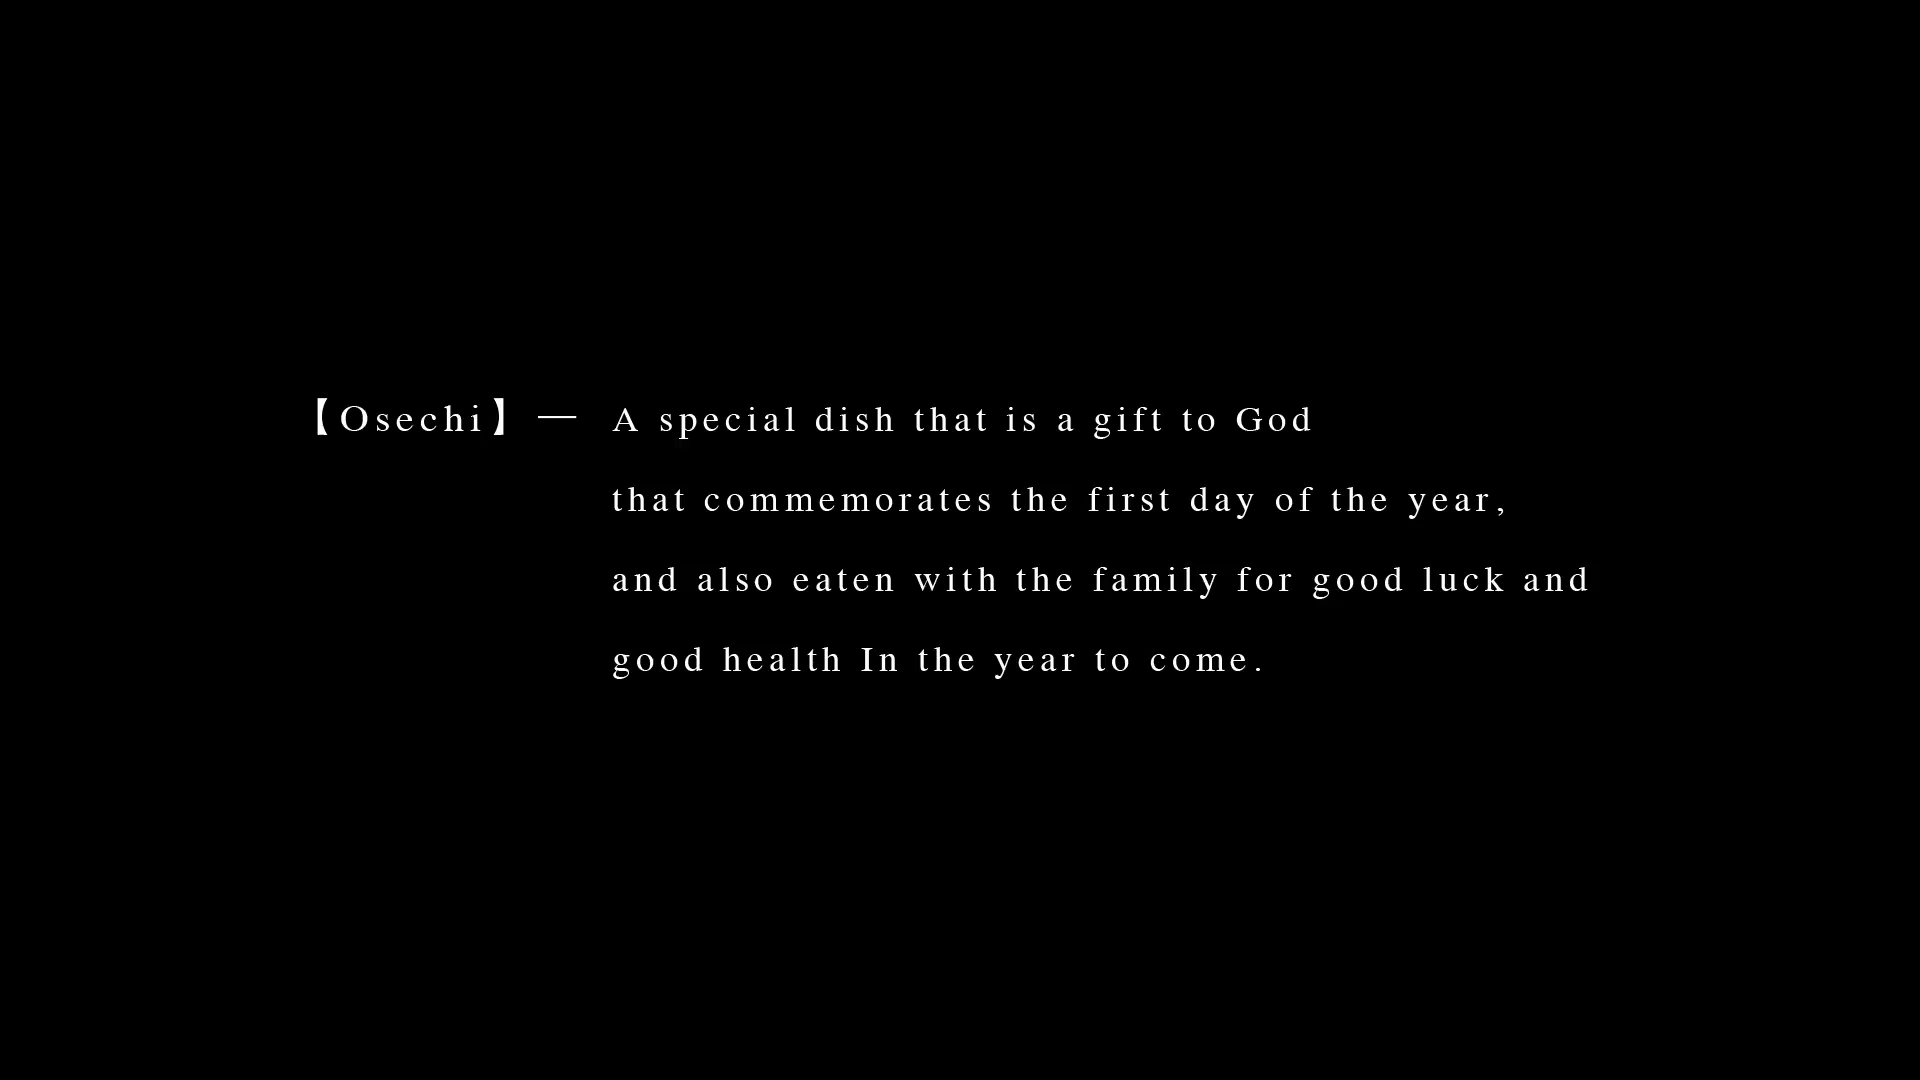 【Osechi】 — A special dish that is a gift to God
that commemorates the first day of the year,
and also eaten with the family for good luck and
good health In the year to come.